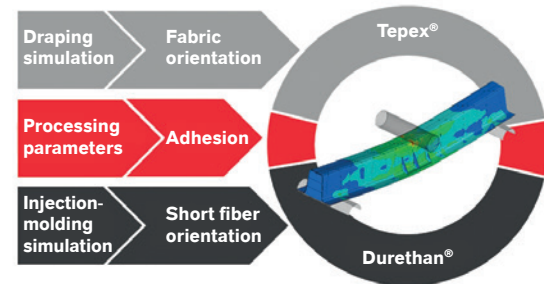 Draping
simulation
Fabric
orientation
Tepex®
Processing
parameters
Adhesion
Injection-
molding
simulation
Short fiber
orientation
Durethan®